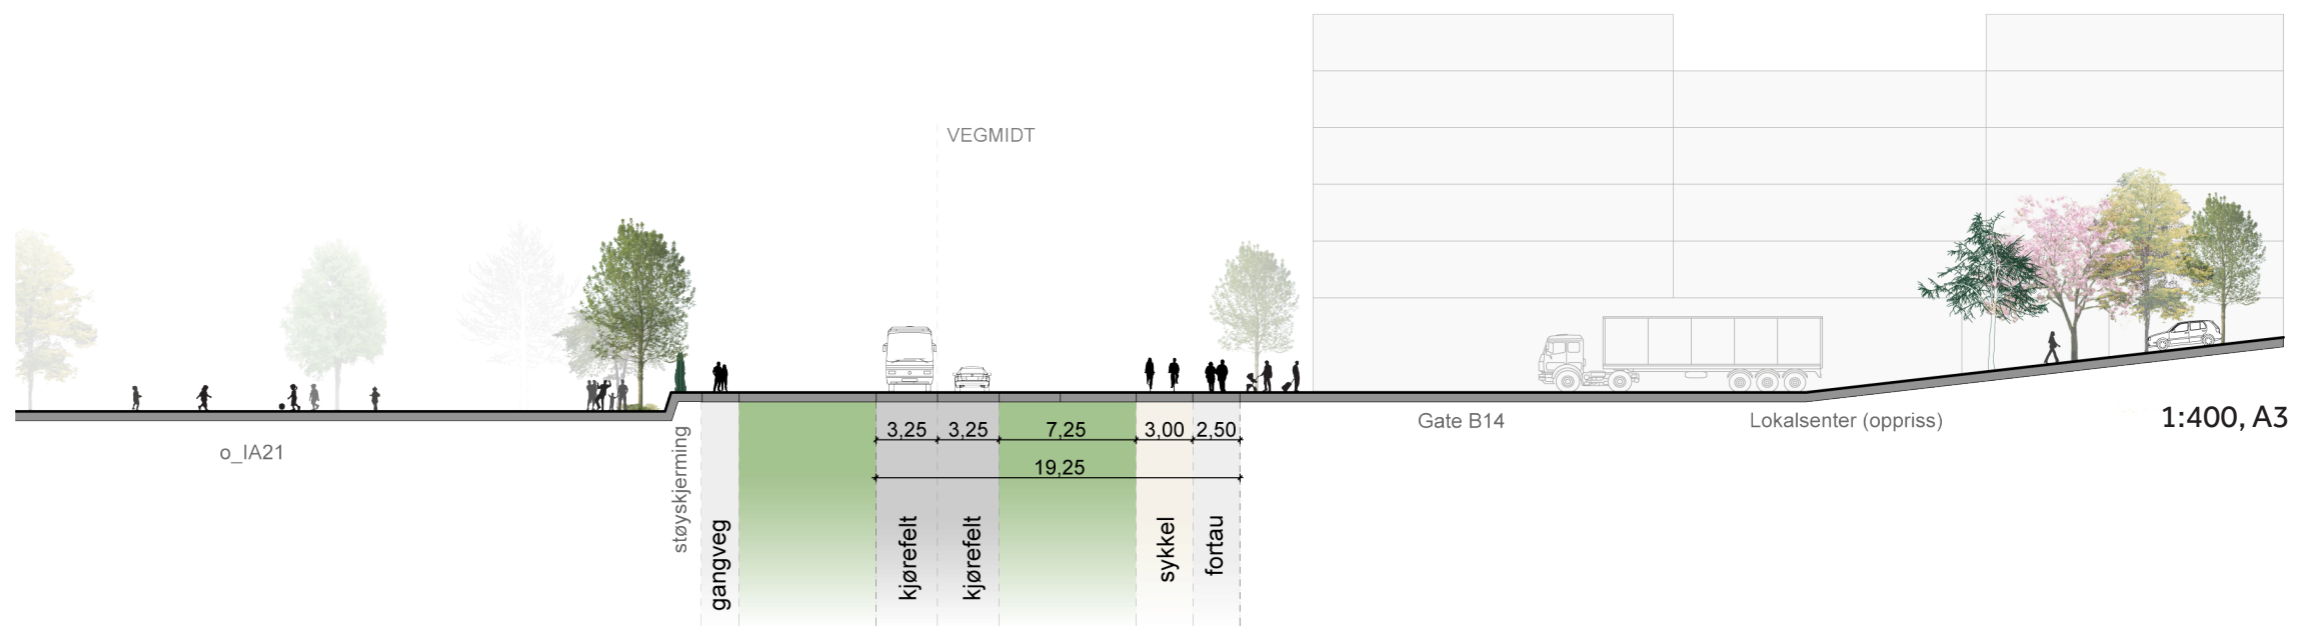 VEGMIDT
Gate B14
Lokalsenter (oppriss)
1:400, A3
o_IA21
støyskjerming
gangveg
3,25
3,25
7,25
3,00
2,50
19,25
kjørefelt
kjørefelt
sykkel
fortau